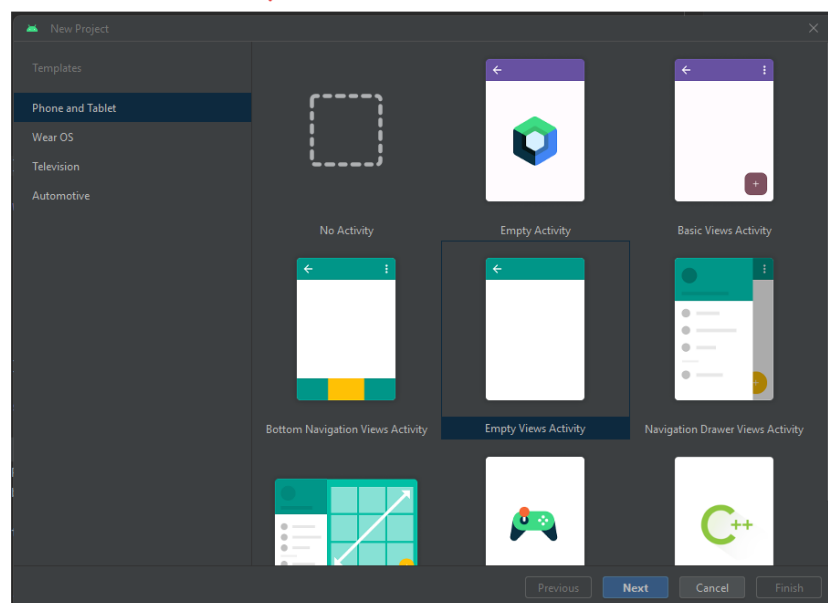 New Project
Templates
Phone and Tablet
Wear OS
Television
Automotive
No Activity
Empty Activity
Basic Views Activity
Bottom Navigation Views Activity
Empty Views Activity
Navigation Drawer Views Activity
C++
Previous
Next
Cancel
Finish